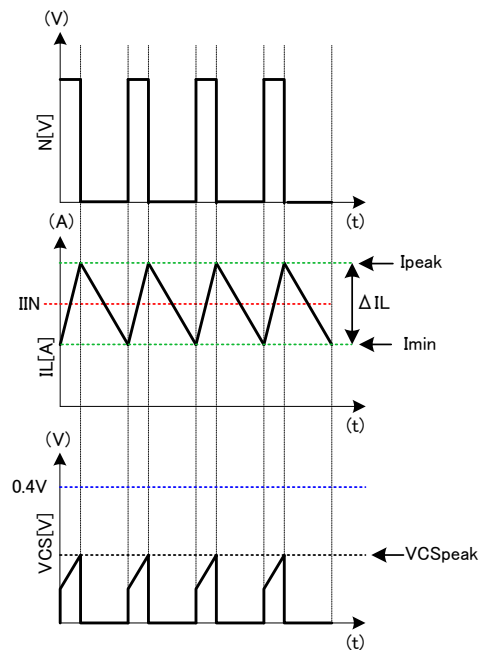 (V)
N[V]
(t)
(A)
Ipeak
IIN
ΔIL
IL[A]
Imin
(t)
(V)
0.4V
VCS[V]
VCSpeak
(t)